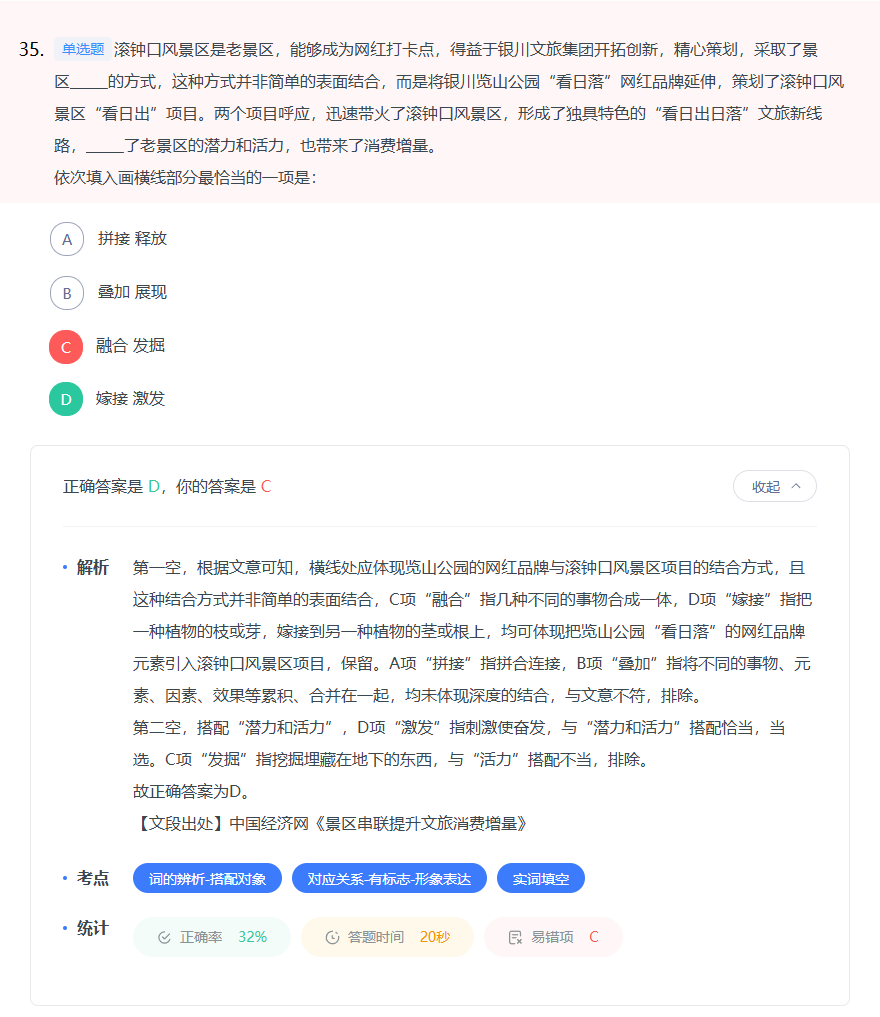 35. 单选题 滚钟口风景区是老景区，能够成为网红打卡点，得益于银川文旅集团开拓创新，精心策划，采取了景
区_____的方式，这种方式并非简单的表面结合，而是将银川览山公园“看日落”网红品牌延伸，策划了滚钟口风
景区“看日出”项目。两个项目呼应，迅速带火了滚钟口风景区，形成了独具特色的“看日出日落”文旅新线
路，_____了老景区的潜力和活力，也带来了消费增量。
依次填入画横线部分最恰当的一项是：
A 拼接 释放
B 叠加 展现
C 融合 发掘
D 嫁接 激发
正确答案是 D，你的答案是 C 收起
解析 第一空，根据文意可知，横线处应体现览山公园的网红品牌与滚钟口风景区项目的结合方式，且
这种结合方式并非简单的表面结合，C项“融合”指几种不同的事物合成一体，D项“嫁接”指把
一种植物的枝或芽，嫁接到另一种植物的茎或根上，均可体现把览山公园“看日落”的网红品牌
元素引入滚钟口风景区项目，保留。A项“拼接”指拼合连接，B项“叠加”指将不同的事物、元
素、因素、效果等累积、合并在一起，均未体现深度的结合，与文意不符，排除。
第二空，搭配“潜力和活力”，D项“激发”指刺激使奋发，与“潜力和活力”搭配恰当，当
选。C项“发掘”指挖掘埋藏在地下的东西，与“活力”搭配不当，排除。
故正确答案为D。
【文段出处】中国经济网《景区串联提升文旅消费增量》
考点 词的辨析-搭配对象 对应关系-有标志-形象表达 实词填空
统计 正确率 32% 答题时间 20秒 易错项 C